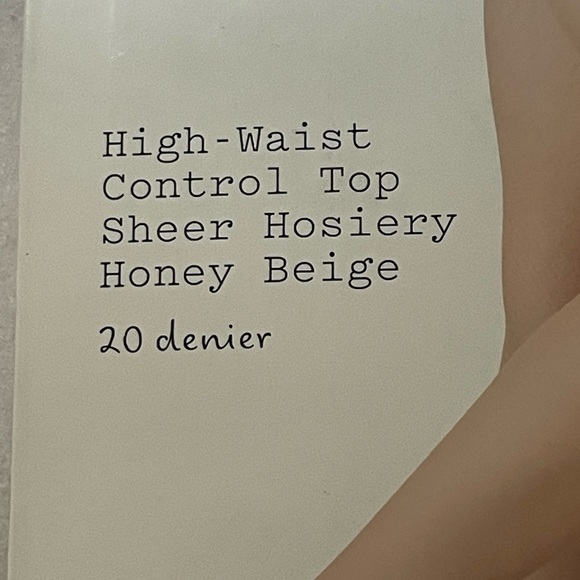 High-Waist
Control Top
Sheer Hosiery
Honey Beige
20 denier